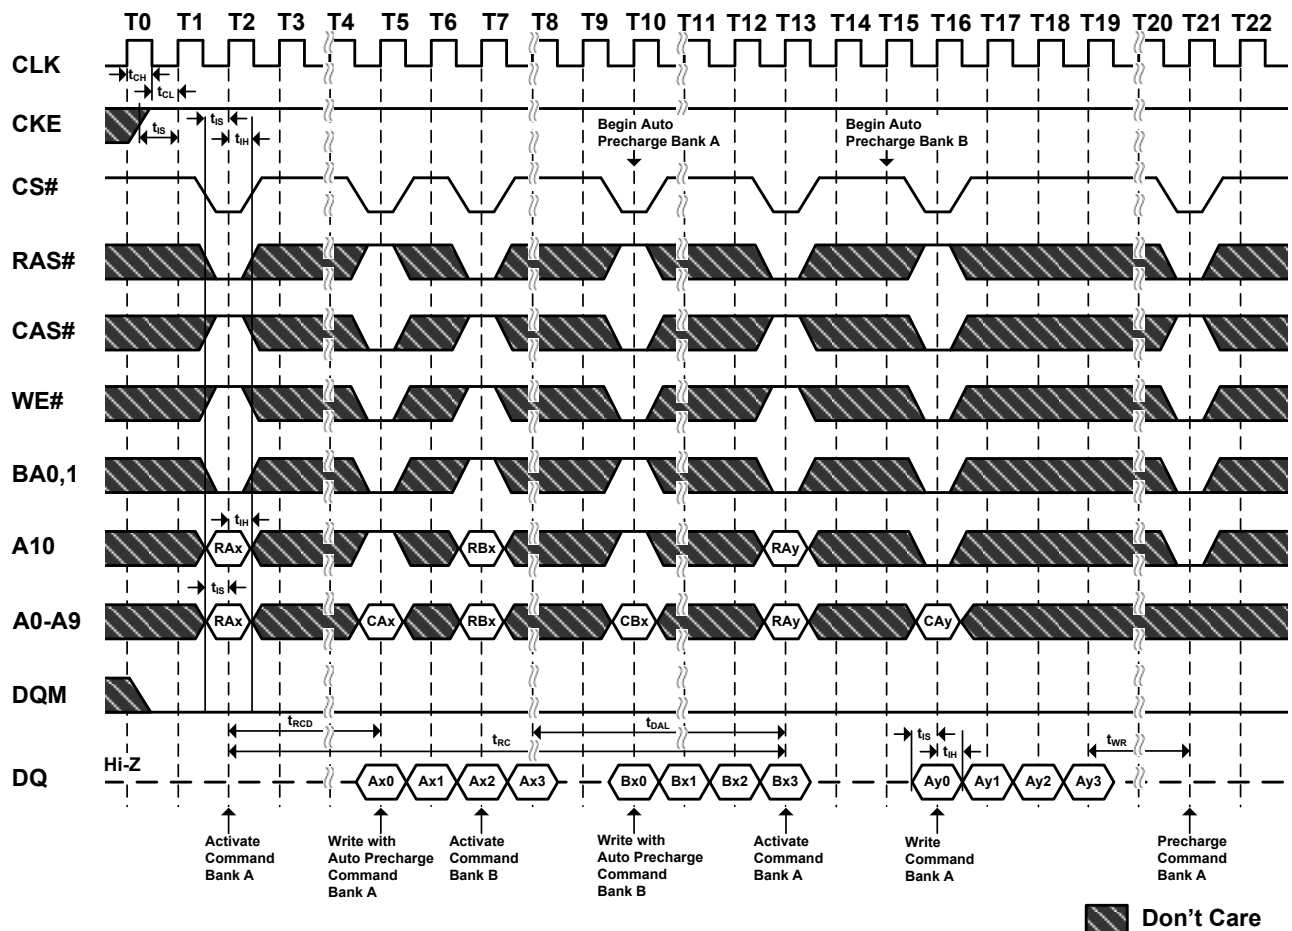 T0 T1 T2 T3 T4 T5 T6 T7 T8 T9 T10 T11 T12 T13 T14 T15 T16 T17 T18 T19 T20 T21 T22
CLK
tCH
tCL
CKE
tIS
tIS
tIH
Begin Auto
Precharge Bank A
Begin Auto
Precharge Bank B
CS#
RAS#
CAS#
WE#
BA0,1
tIH
A10
RAx
RBx
RAy
tIS
A0-A9
RAx
CAx
RBx
CBx
RAy
CAy
DQM
tRCD
tDAL
tRC
tIS
tIH
tWR
Hi-Z
DQ
Ax0 Ax1 Ax2 Ax3
Bx0 Bx1 Bx2 Bx3
Ay0 Ay1 Ay2 Ay3
Activate
Command
Bank A
Write with
Auto Precharge
Command
Bank A
Activate
Command
Bank B
Write with
Auto Precharge
Command
Bank B
Activate
Command
Bank A
Write
Command
Bank A
Precharge
Command
Bank A
Don't Care